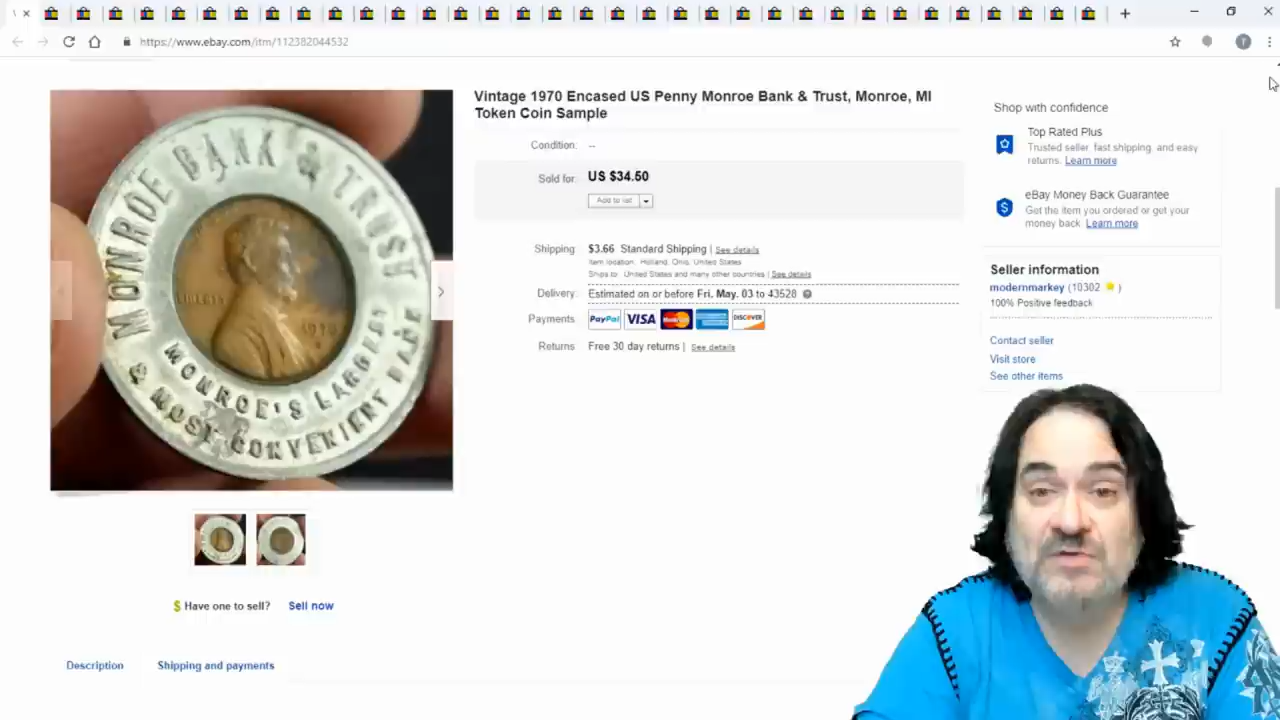 https://www.ebay.com/itm/112382044532
MONROE BANK & TRUST
MONROE'S LARGEST
& MOST CONVENIENT BANK
LIBERTY
1970
Vintage 1970 Encased US Penny Monroe Bank & Trust, Monroe, MI
Token Coin Sample
Condition: --
Sold for: US $34.50
Add to list
Shipping: $3.66 Standard Shipping | See details
Item location: Holland, Ohio, United States
Ships to: United States and many other countries | See details
Delivery: Estimated on or before Fri. May. 03 to 43528
Payments: PayPal VISA MasterCard DISCOVER
Returns: Free 30 day returns | See details
Shop with confidence
Top Rated Plus
Trusted seller, fast shipping, and easy
returns. Learn more
eBay Money Back Guarantee
Get the item you ordered or get your
money back. Learn more
Seller information
modernmarkey (10302 )
100% Positive feedback
Contact seller
Visit store
See other items
$ Have one to sell? Sell now
Description Shipping and payments